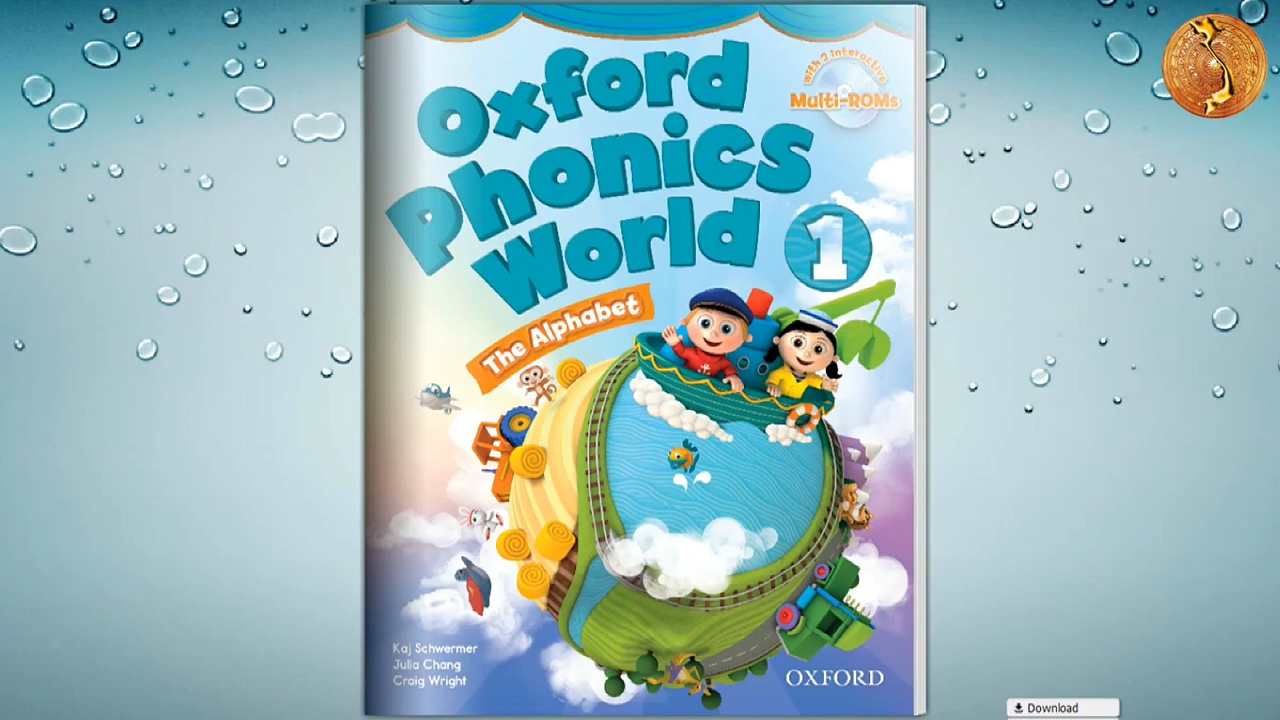 Oxford
Phonics
World
1
with 2 Interactive
Multi-ROMs
The Alphabet
Kaj Schwermer
Julia Chang
Craig Wright
OXFORD
Download